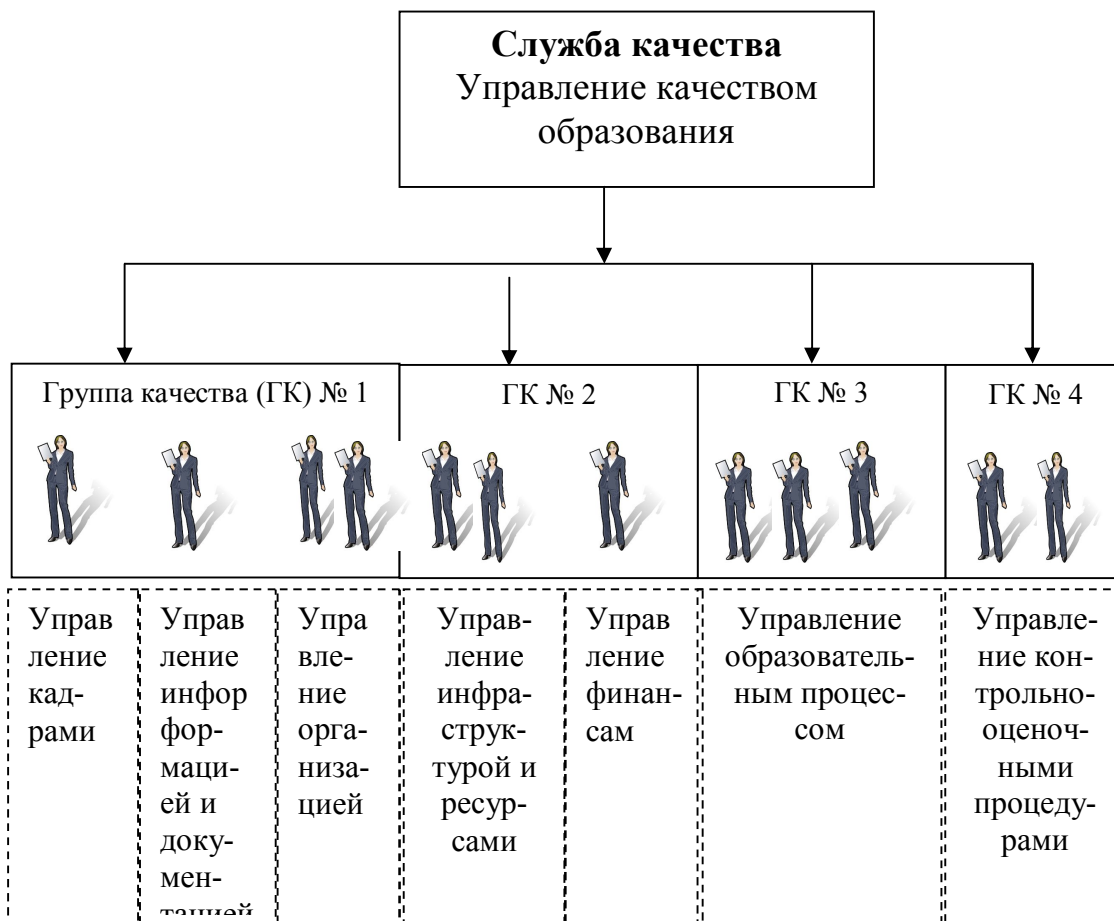 Служба качества
Управление качеством
образования
Группа качества (ГК) № 1
ГК № 2
ГК № 3
ГК № 4
Управ
ление
кад-
рами
Управ
ление
инфор
фор-
маци-
ей и
доку-
мен-
тацией
Упра
вле-
ние
орга-
низа-
цией
Управ-
ление
инфра-
струк-
турой и
ресур-
сами
Управ
ление
финан-
сам
Управление
образователь-
ным процес-
сом
Управле-
ние кон-
трольно-
оценоч-
ными
процеду-
рами